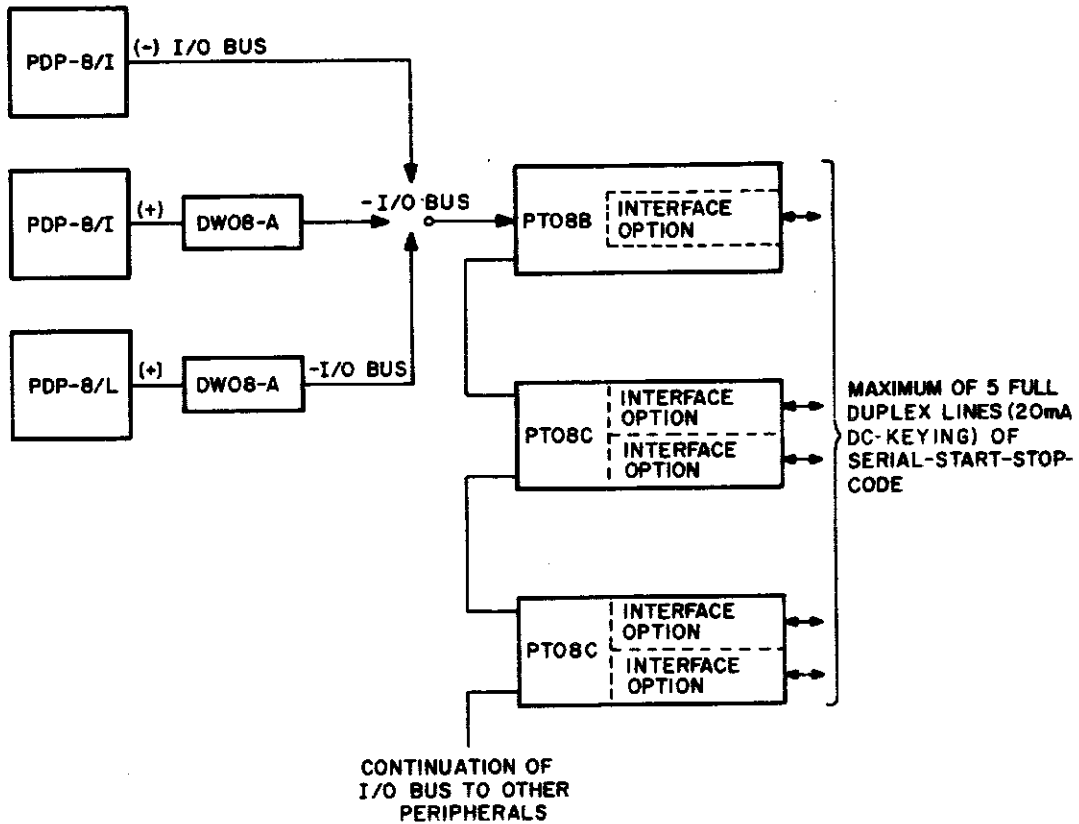 PDP-8/I
(-) I/O BUS
PDP-8/I
(+)
DW08-A
-I/O BUS
PDP-8/L
(+)
DW08-A
-I/O BUS
PT08B
INTERFACE
OPTION
PT08C
INTERFACE
OPTION
INTERFACE
OPTION
PT08C
INTERFACE
OPTION
INTERFACE
OPTION
MAXIMUM OF 5 FULL
DUPLEX LINES (20mA
DC-KEYING) OF
SERIAL-START-STOP-
CODE
CONTINUATION OF
I/O BUS TO OTHER
PERIPHERALS